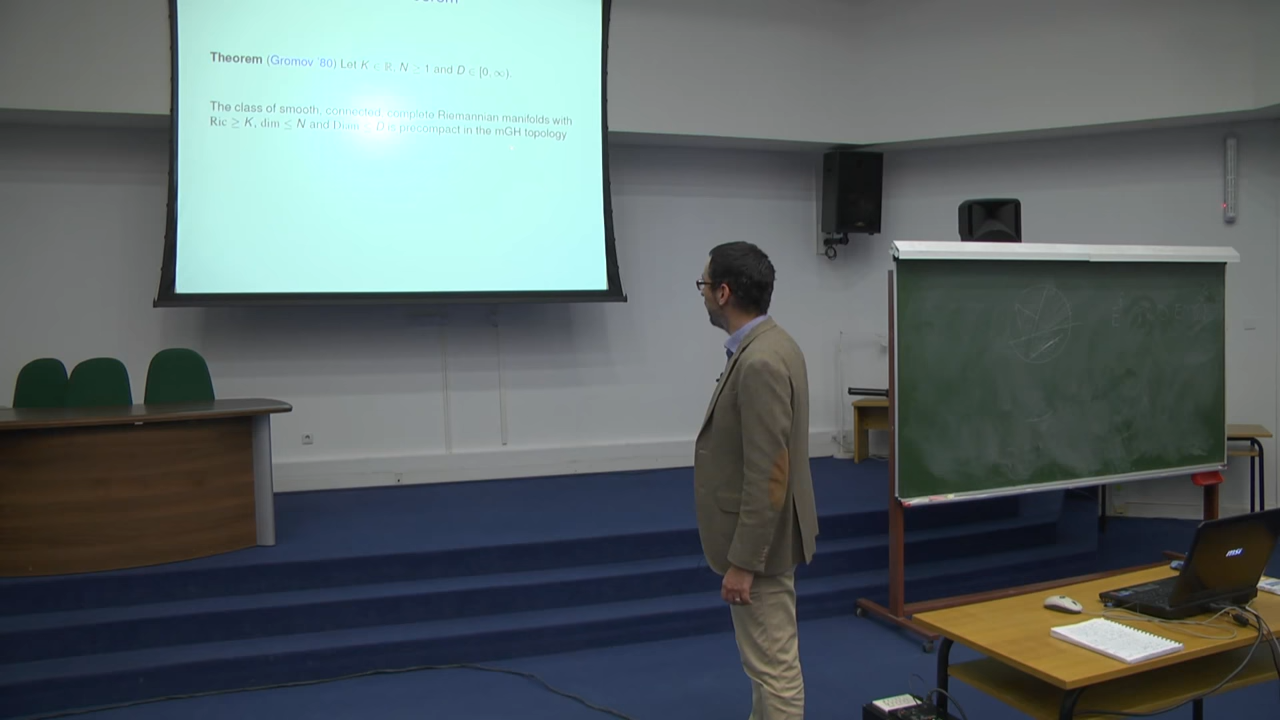 Theorem (Gromov '80) Let K ∈ ℝ, N ≥ 1 and D ∈ [0, ∞).
The class of smooth, connected, complete Riemannian manifolds with
Ric ≥ K, dim ≤ N and Diam ≤ D is precompact in the mGH topology
msi